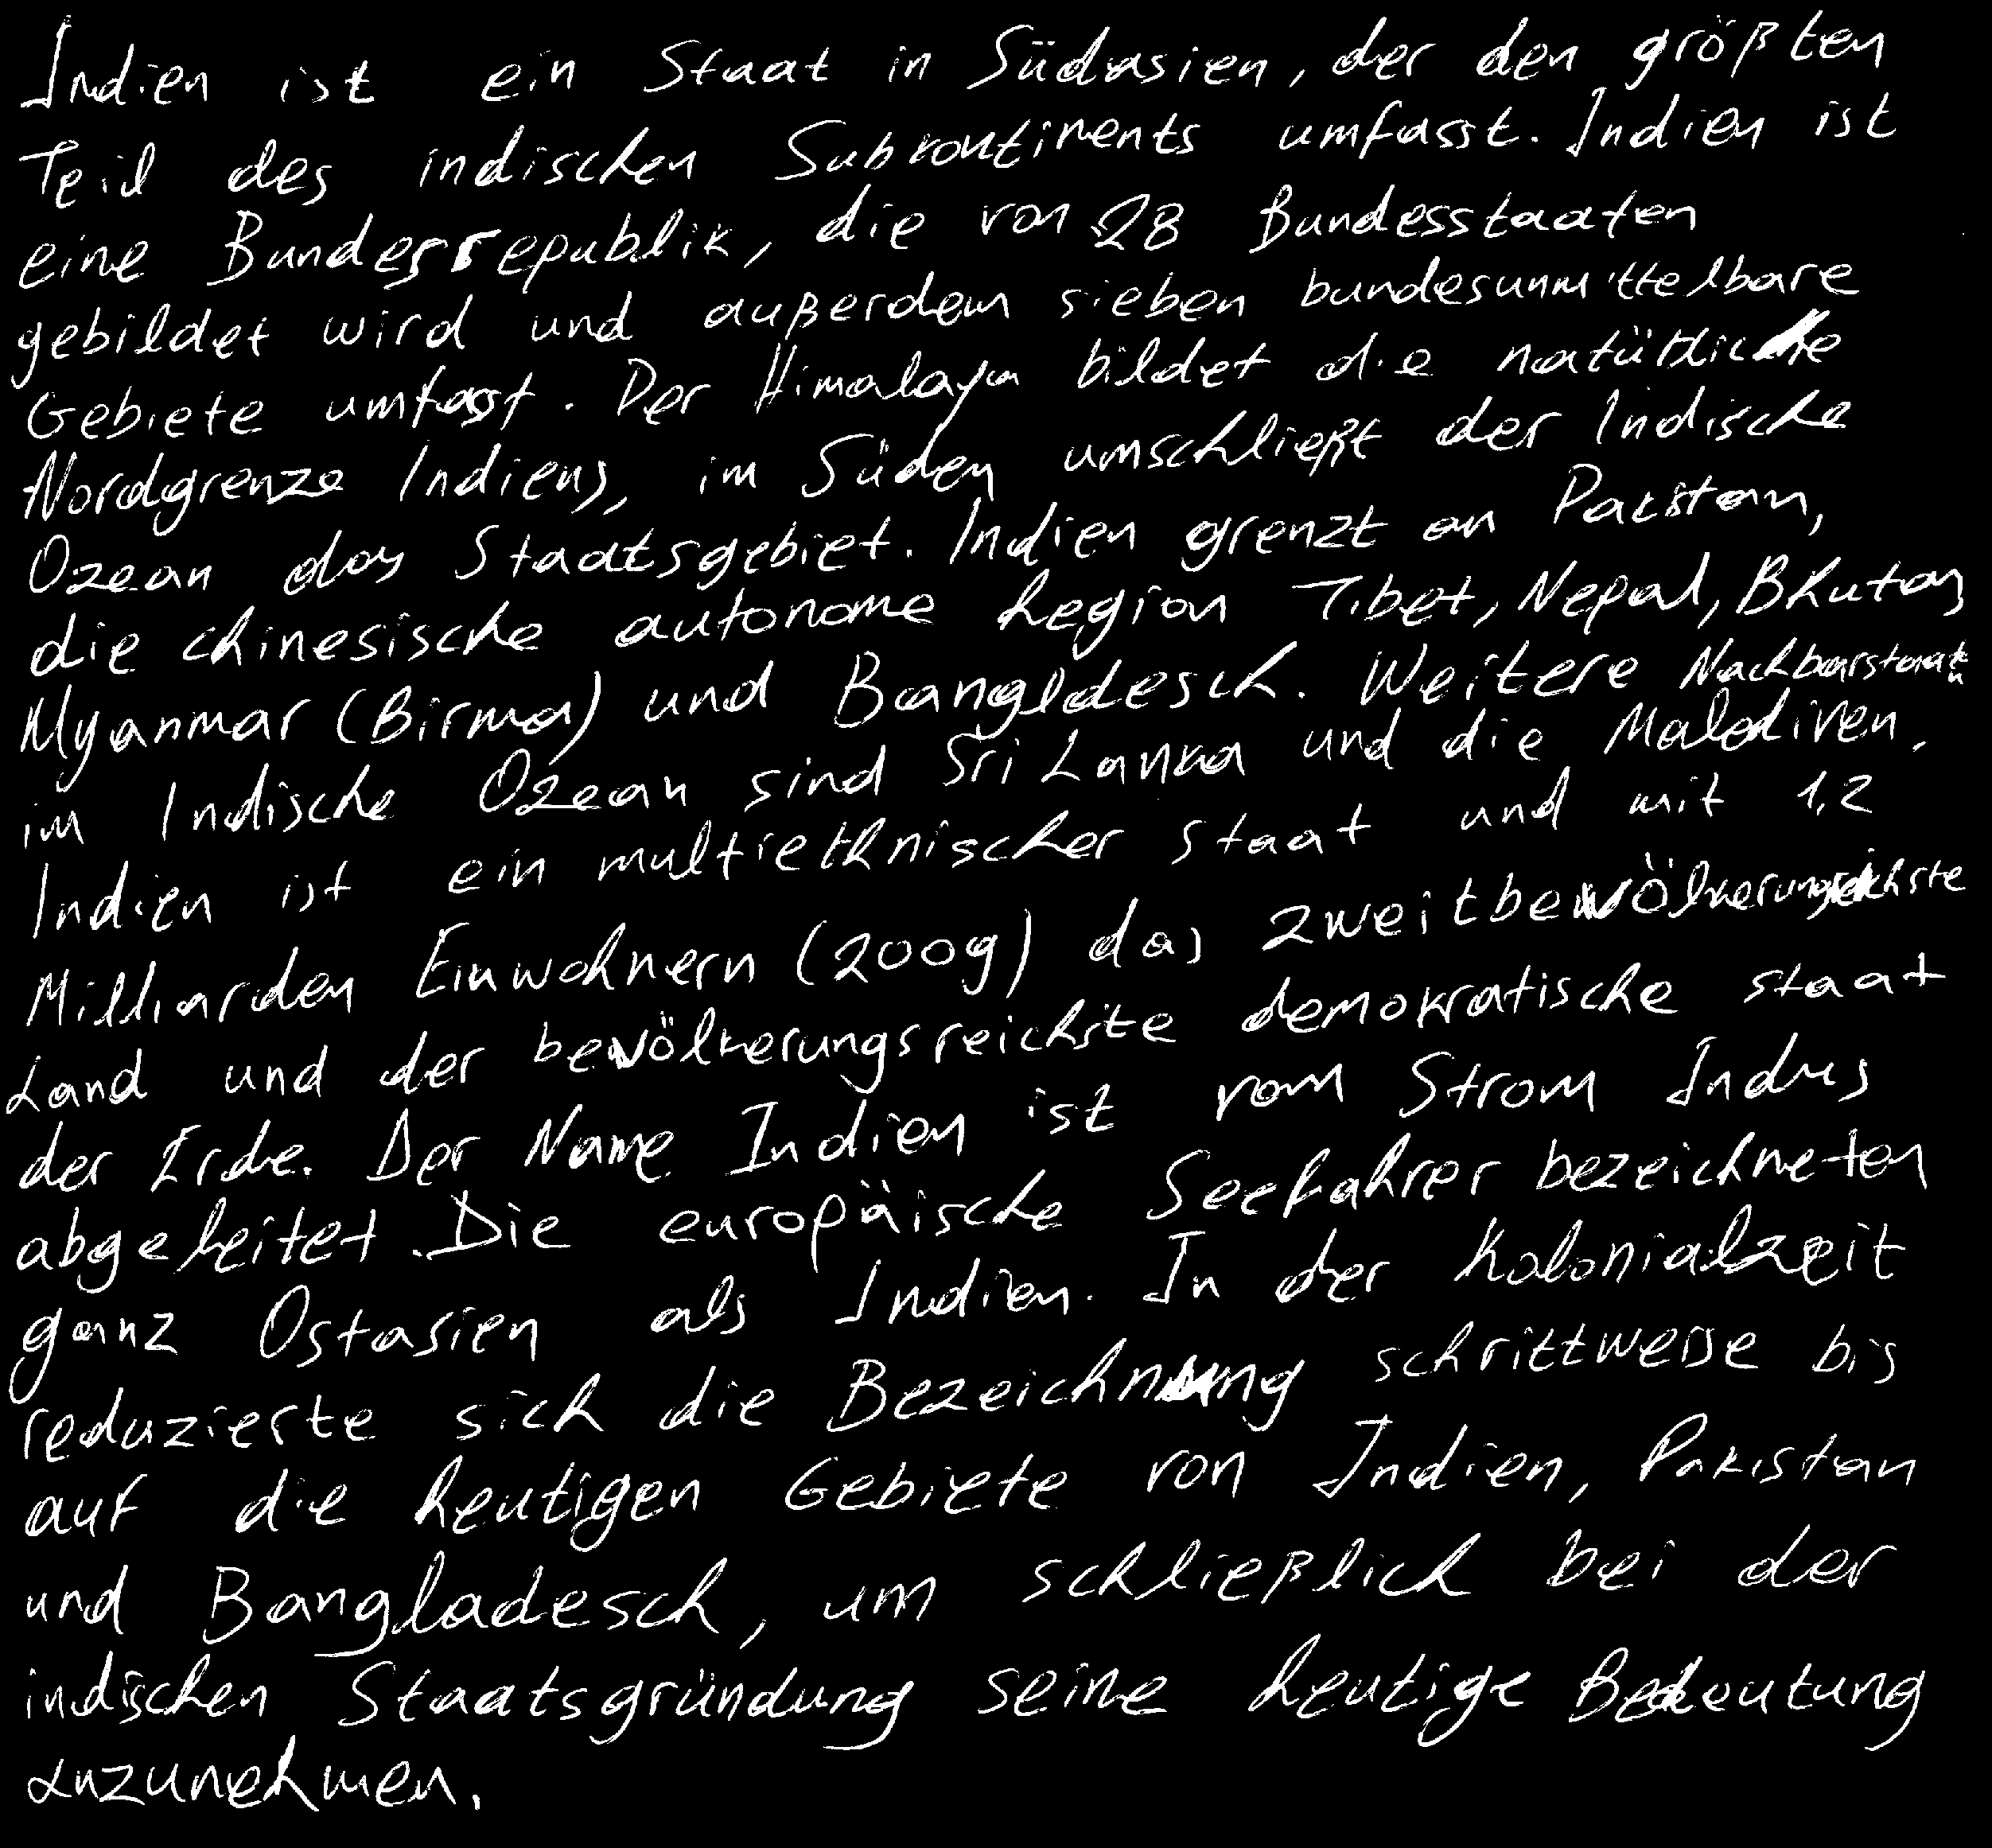 Indien ist ein Staat in Südasien, der den größten
Teil des indischen Subkontinents umfasst. Indien ist
eine Bundesrepublik, die von 28 Bundesstaaten
gebildet wird und außerdem sieben bundesunmittelbare
Gebiete umfasst. Der Himalaya bildet die natürliche
Nordgrenze Indiens, im Süden umschließt der Indische
Ozean das Staatsgebiet. Indien grenzt an Pakistan,
die chinesische autonome Region Tibet, Nepal, Bhutan,
Myanmar (Birma) und Bangldesch. Weitere Nachbarstaaten
im Indische Ozean sind Sri Lanka und die Malediven.
Indien ist ein multiethnischer Staat und mit 1,2
Milliarden Einwohnern (2009) das zweitbevölkerungsreichste
Land und der bevölkerungsreichste demokratische Staat
der Erde. Der Name Indien ist vom Strom Indus
abgeleitet. Die europäische Seefahrer bezeichneten
ganz Ostasien als Indien. In der Kolonialzeit
reduzierte sich die Bezeichnung schrittweise bis
auf die heutigen Gebiete von Indien, Pakistan
und Bangladesch, um schließlich bei der
indischen Staatsgründung seine heutige Bedeutung
anzunehmen.